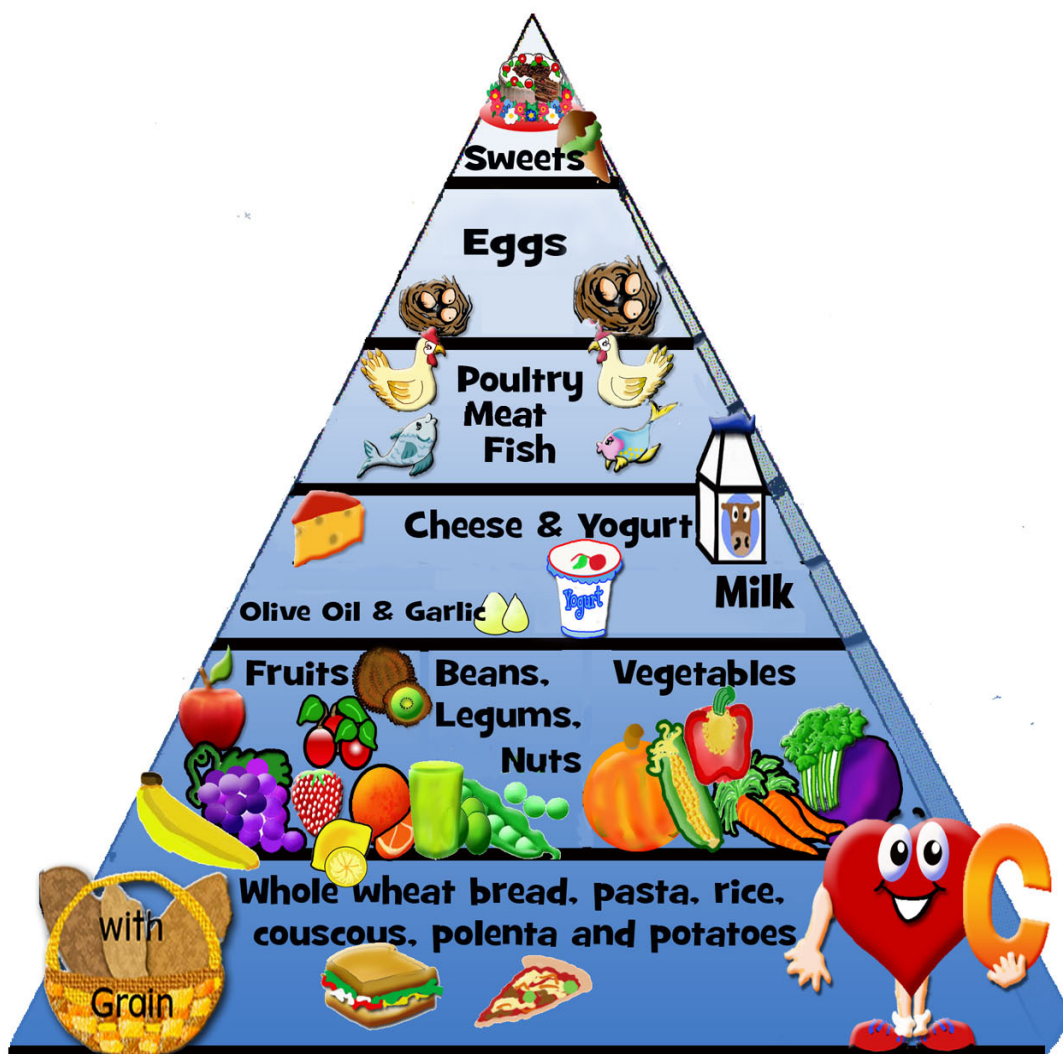 Sweets
Eggs
Poultry
Meat
Fish
Cheese & Yogurt
Yogurt
Milk
Olive Oil & Garlic
Fruits
Beans,
Legums,
Nuts
Vegetables
Whole wheat bread, pasta, rice,
couscous, polenta and potatoes
with
Grain
C